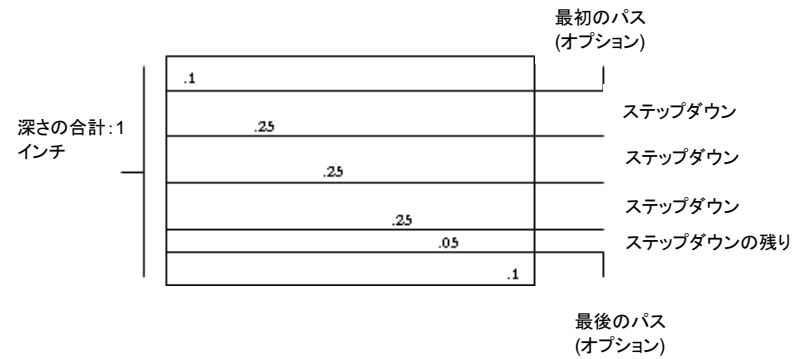 最初のパス
(オプション)
.1
ステップダウン
深さの合計:1
インチ
.25
ステップダウン
.25
ステップダウン
.25
ステップダウンの残り
.05
.1
最後のパス
(オプション)